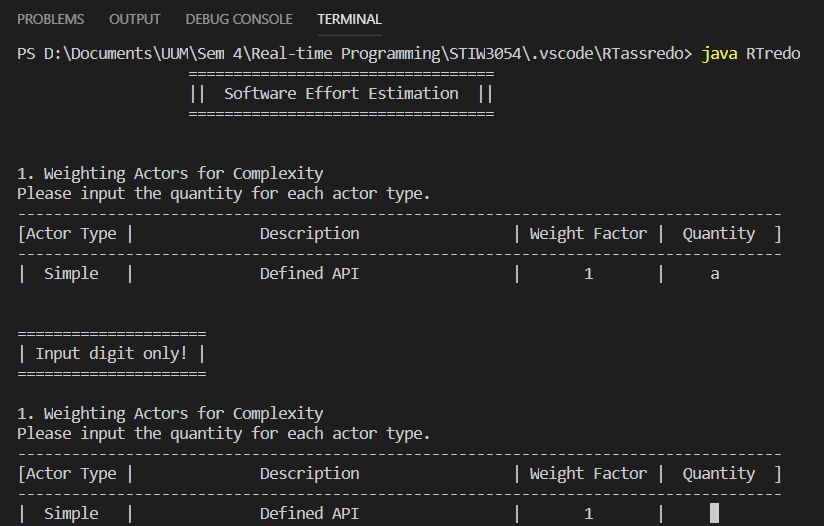 PROBLEMS OUTPUT DEBUG CONSOLE TERMINAL
PS D:\Documents\UUM\Sem 4\Real-time Programming\STIW3054\.vscode\RTassredo> java RTredo
==================================
|| Software Effort Estimation ||
==================================
1. Weighting Actors for Complexity
Please input the quantity for each actor type.
-------------------------------------------------------------------------------------
[Actor Type | Description | Weight Factor | Quantity ]
-------------------------------------------------------------------------------------
| Simple | Defined API | 1 | a
=====================
| Input digit only! |
=====================
1. Weighting Actors for Complexity
Please input the quantity for each actor type.
-------------------------------------------------------------------------------------
[Actor Type | Description | Weight Factor | Quantity ]
-------------------------------------------------------------------------------------
| Simple | Defined API | 1 |